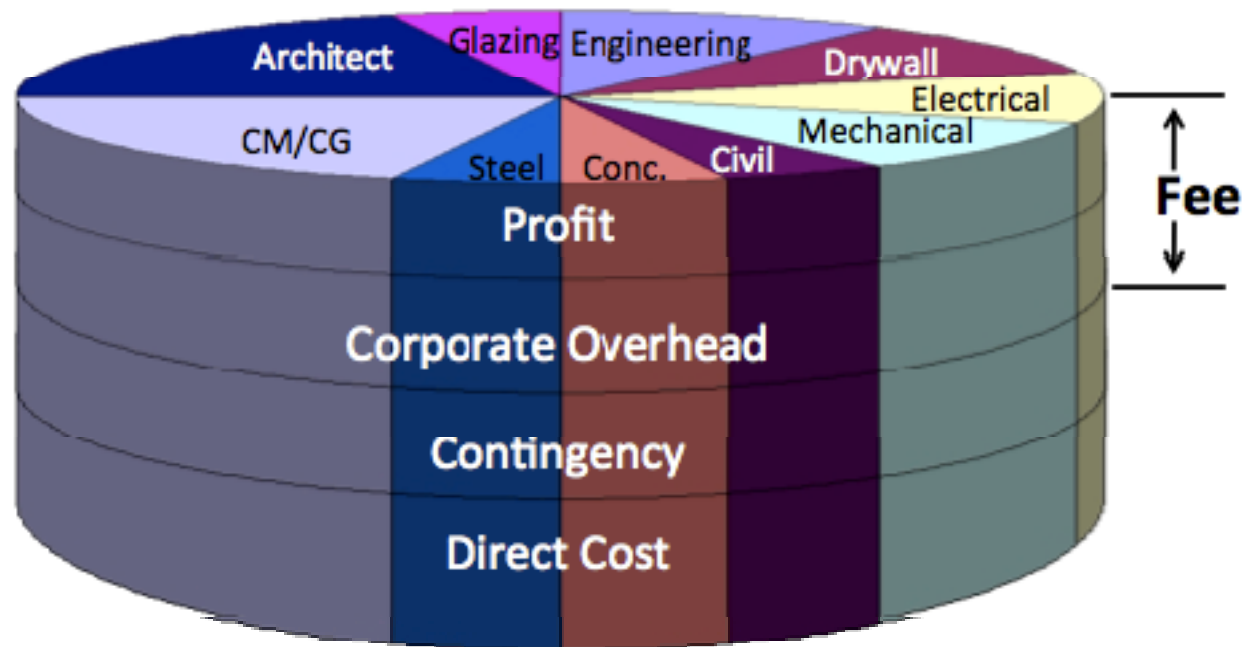 Glazing
Engineering
Architect
Drywall
Electrical
CM/CG
Mechanical
Steel
Conc.
Civil
Fee
Profit
Corporate Overhead
Contingency
Direct Cost